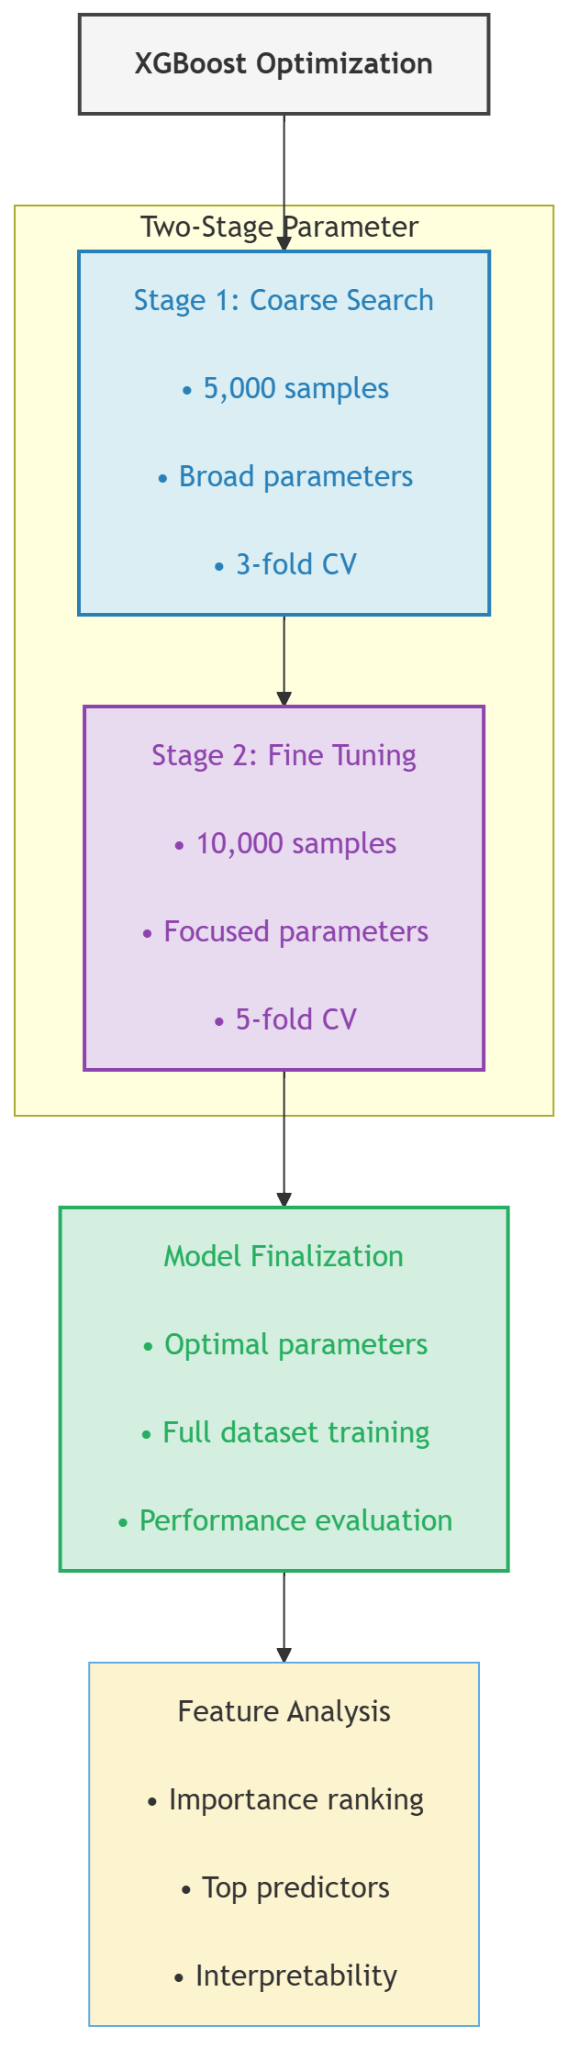 XGBoost Optimization
Two-Stage Parameter
Stage 1: Coarse Search
• 5,000 samples
• Broad parameters
• 3-fold CV
Stage 2: Fine Tuning
• 10,000 samples
• Focused parameters
• 5-fold CV
Model Finalization
• Optimal parameters
• Full dataset training
• Performance evaluation
Feature Analysis
• Importance ranking
• Top predictors
• Interpretability